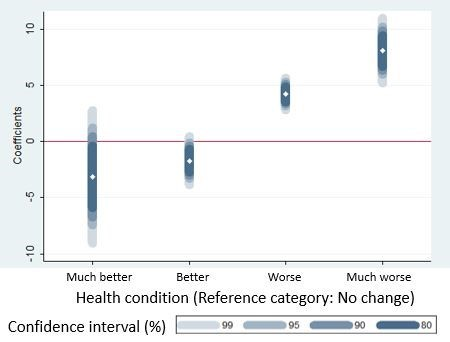 10
5
0
-5
-10
Coefficients
Much better Better Worse Much worse
Health condition (Reference category: No change)
Confidence interval (%) 99 95 90 80